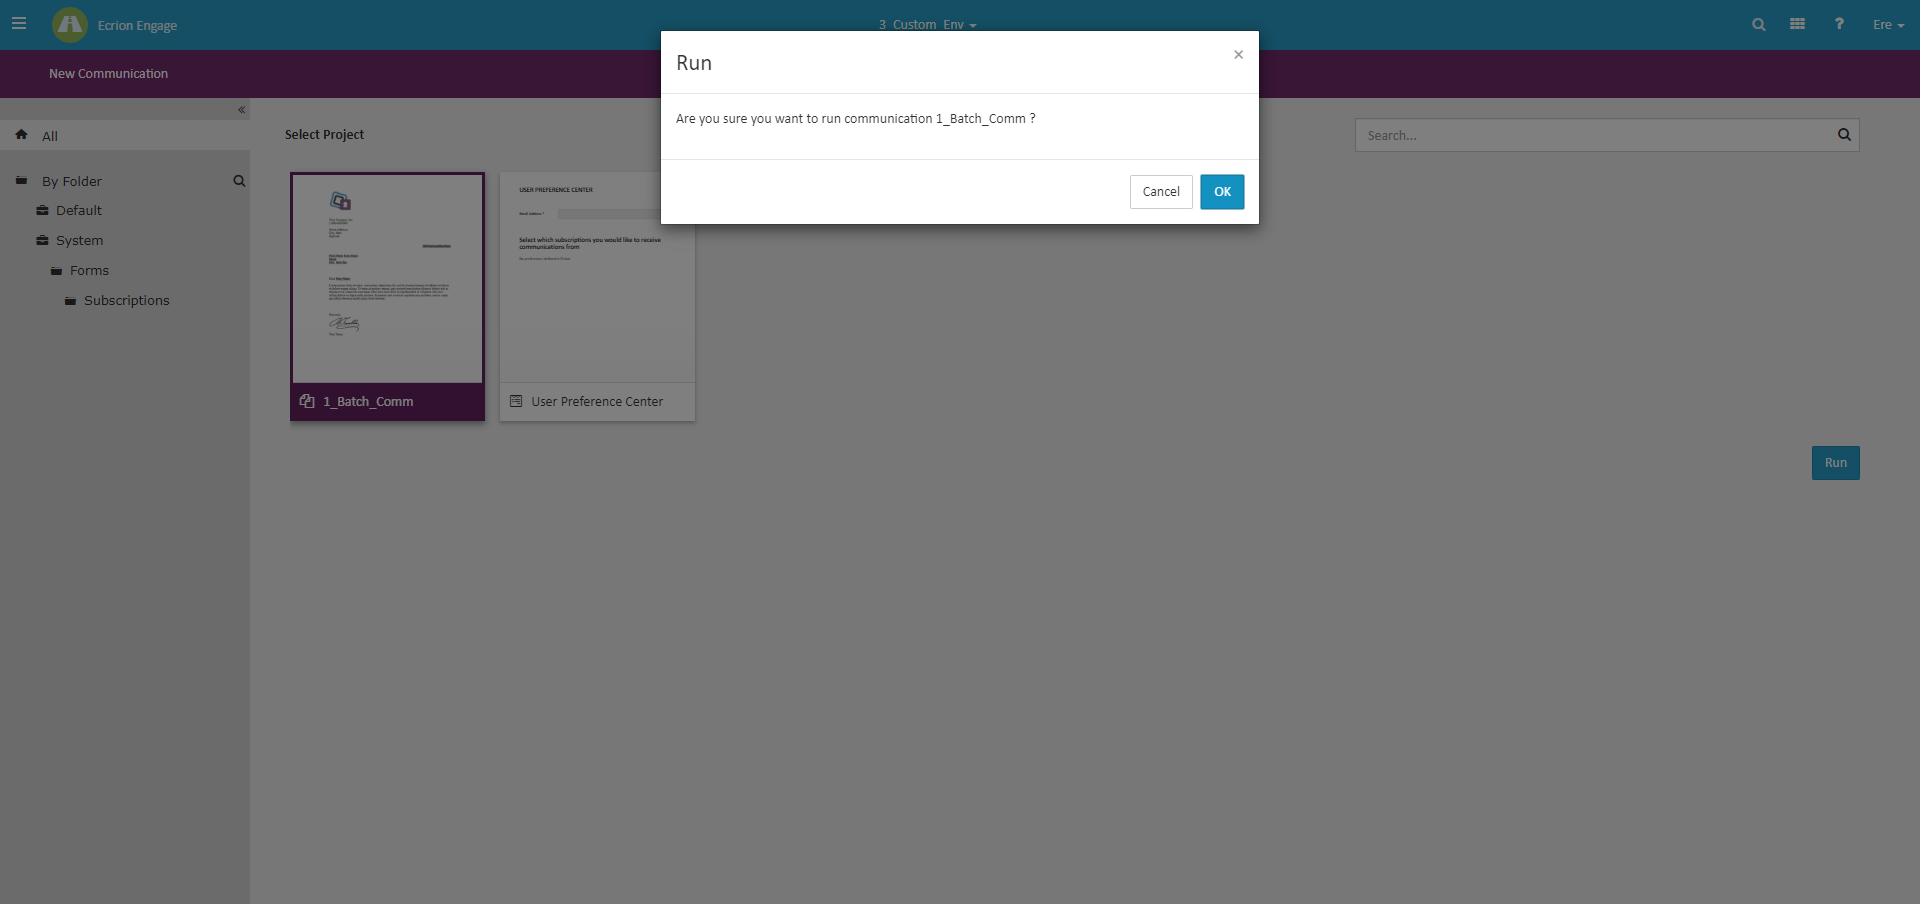 Ecrion Engage
3_Custom_Env
Ere
New Communication
Run
×
Are you sure you want to run communication 1_Batch_Comm ?
Cancel
OK
«
All
By Folder
Default
System
Forms
Subscriptions
Select Project
Search...
1_Batch_Comm
USER PREFERENCE CENTER
Email Address *
Select which subscriptions you would like to receive
communications from
User Preference Center
Run